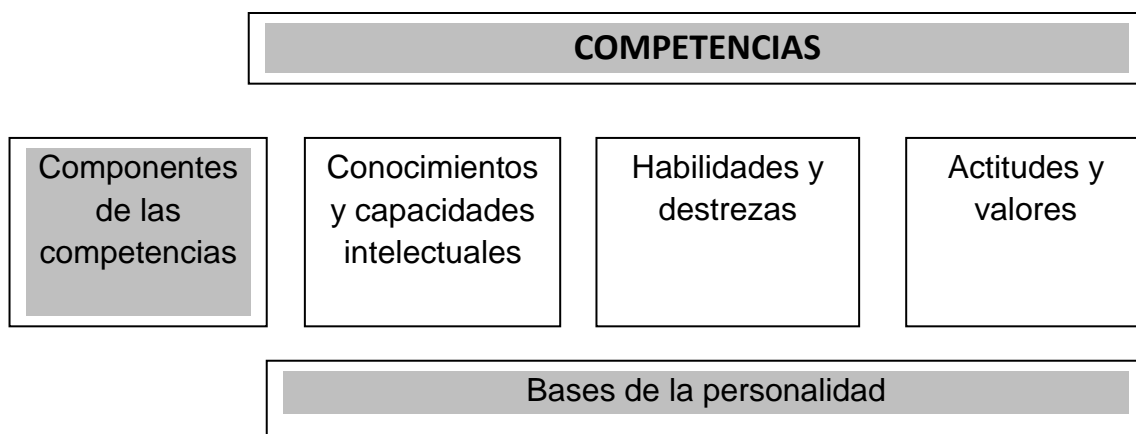 COMPETENCIAS
Componentes
de las
competencias
Conocimientos
y capacidades
intelectuales
Habilidades y
destrezas
Actitudes y
valores
Bases de la personalidad